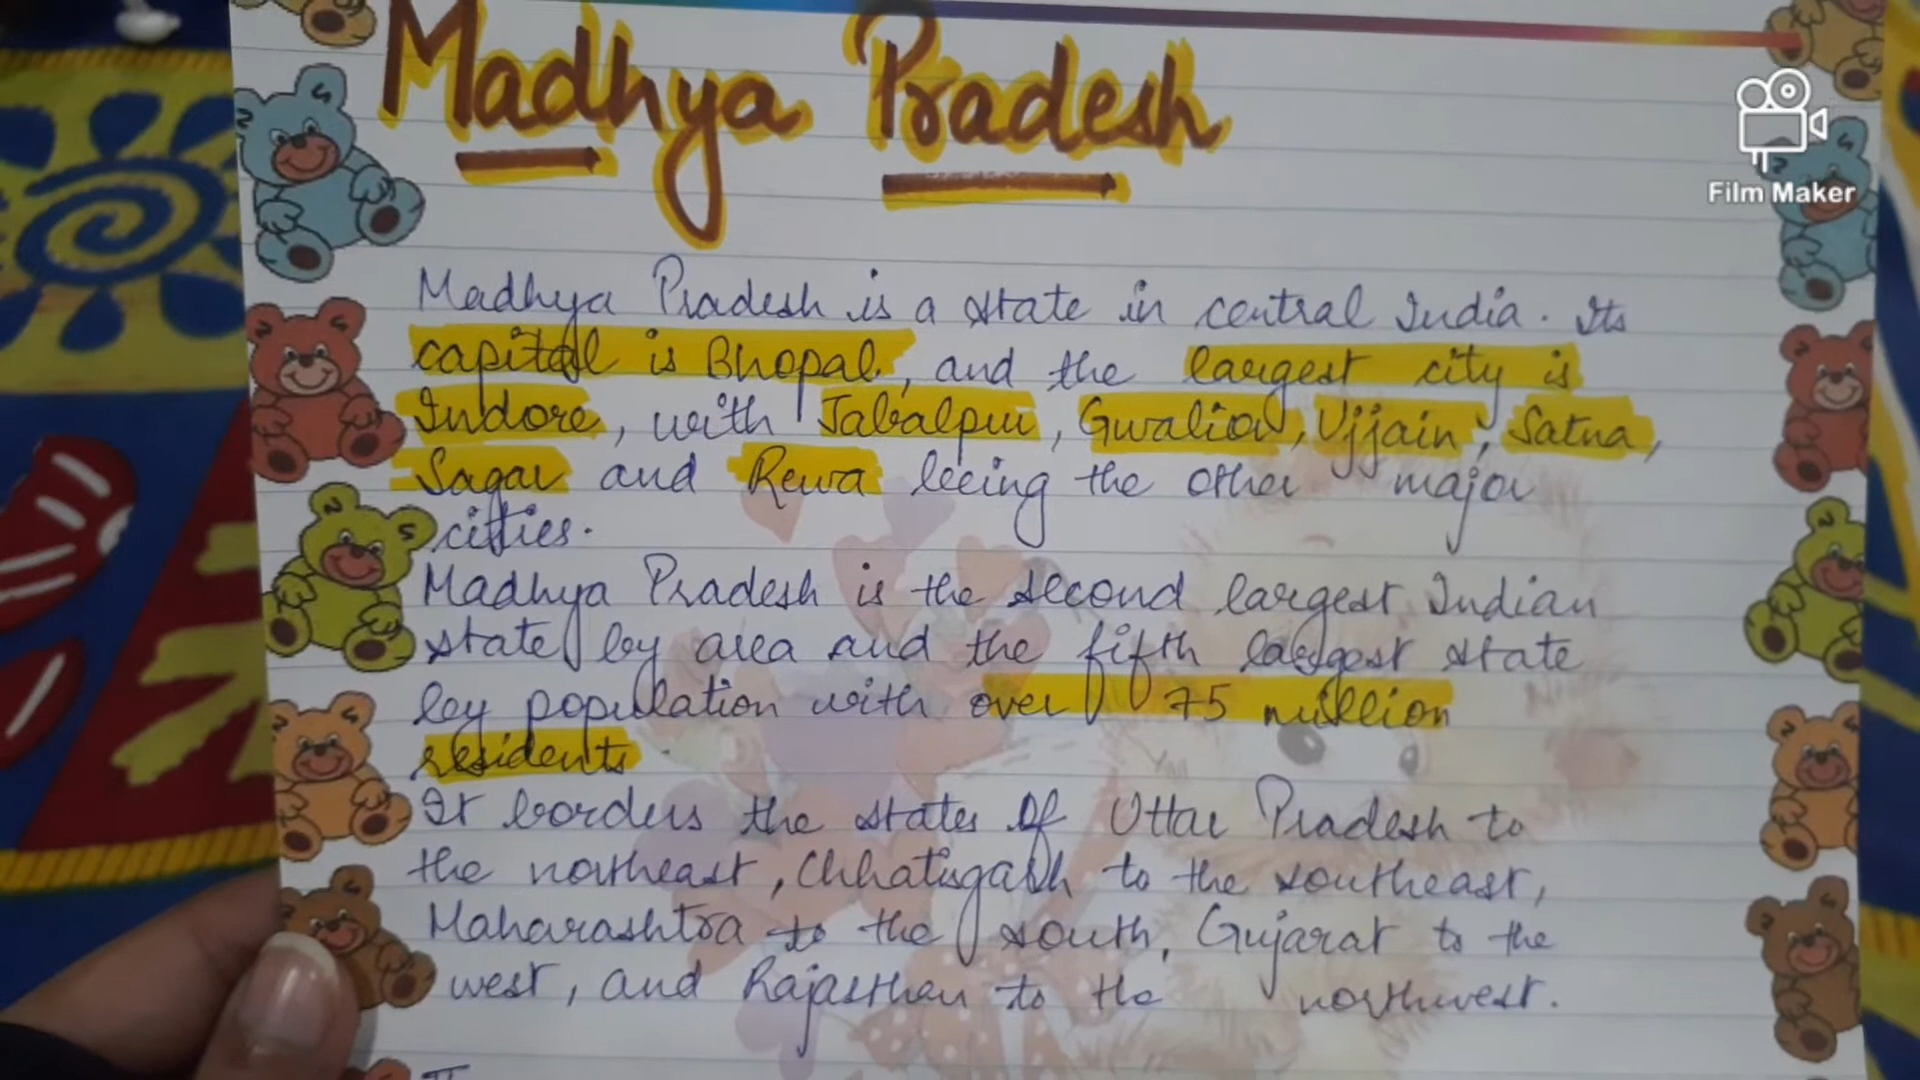 Madhya Pradesh
Film Maker
Madhya Pradesh is a state in central India. Its
capital is Bhopal, and the largest city is
Indore, with Jabalpur, Gwalior, Ujjain, Satna,
Sagar and Rewa being the other major
cities.
Madhya Pradesh is the second largest Indian
state by area and the fifth largest state
by population with over 75 million
residents.
It borders the states of Uttar Pradesh to
the northeast, Chhatisgarh to the southeast,
Maharashtra to the south, Gujarat to the
west, and Rajasthan to the northwest.